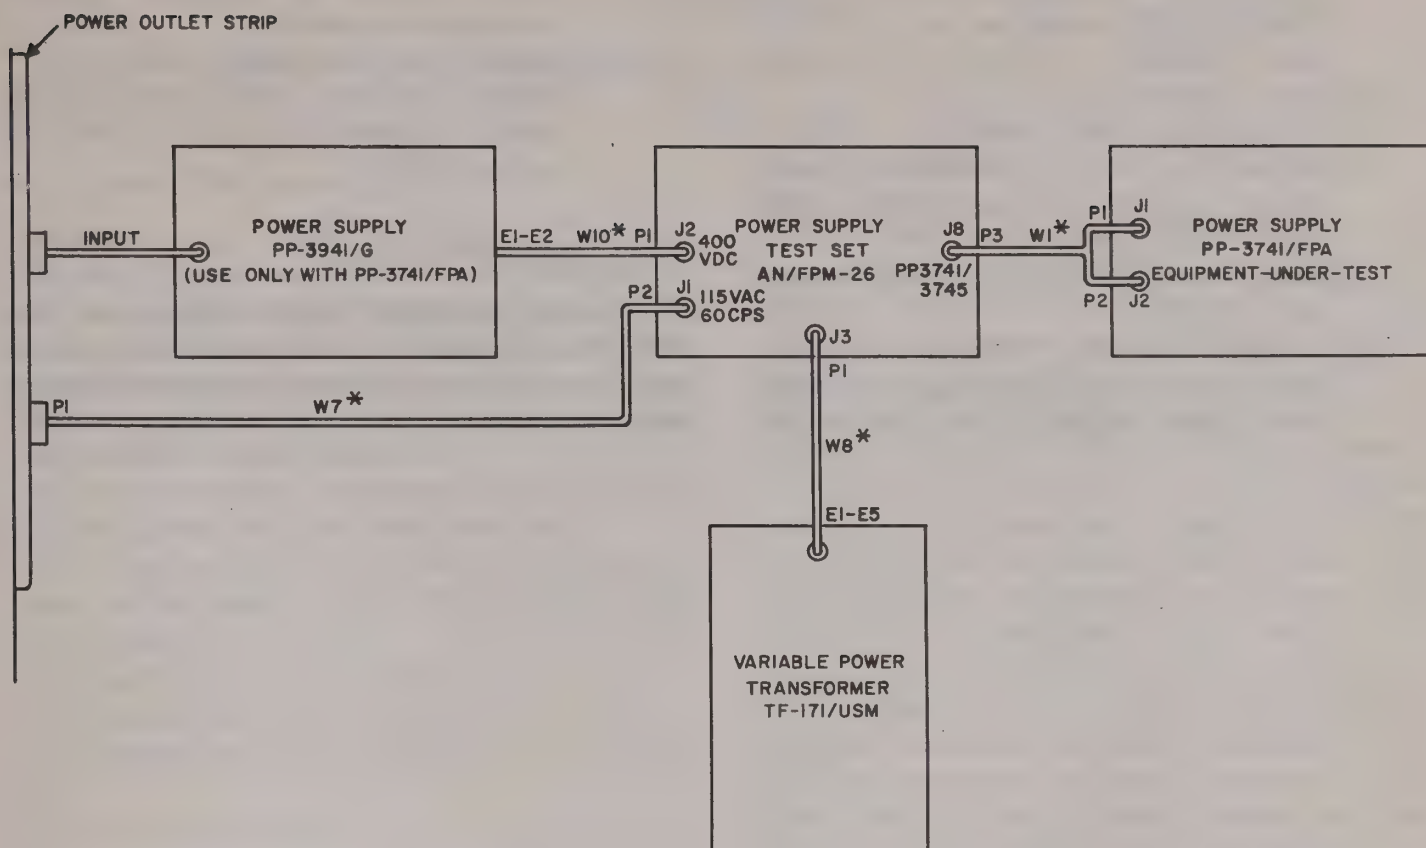 POWER OUTLET STRIP
INPUT
POWER SUPPLY
PP-3941/G
(USE ONLY WITH PP-3741/FPA)
E1-E2
W10*
P1
J2
400
VDC
P2
J1
115VAC
60CPS
POWER SUPPLY
TEST SET
AN/FPM-26
J8
PP3741/
3745
P3
W1*
P1
J1
P2
J2
POWER SUPPLY
PP-3741/FPA
EQUIPMENT-UNDER-TEST
J3
P1
P1
W7*
W8*
E1-E5
VARIABLE POWER
TRANSFORMER
TF-171/USM